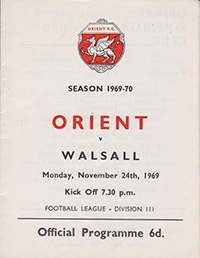 ORIENT F.C.
SEASON 1969-70
ORIENT
v
WALSALL
Monday, November 24th, 1969
Kick Off 7.30 p.m.
FOOTBALL LEAGUE - DIVISION III
Official Programme 6d.